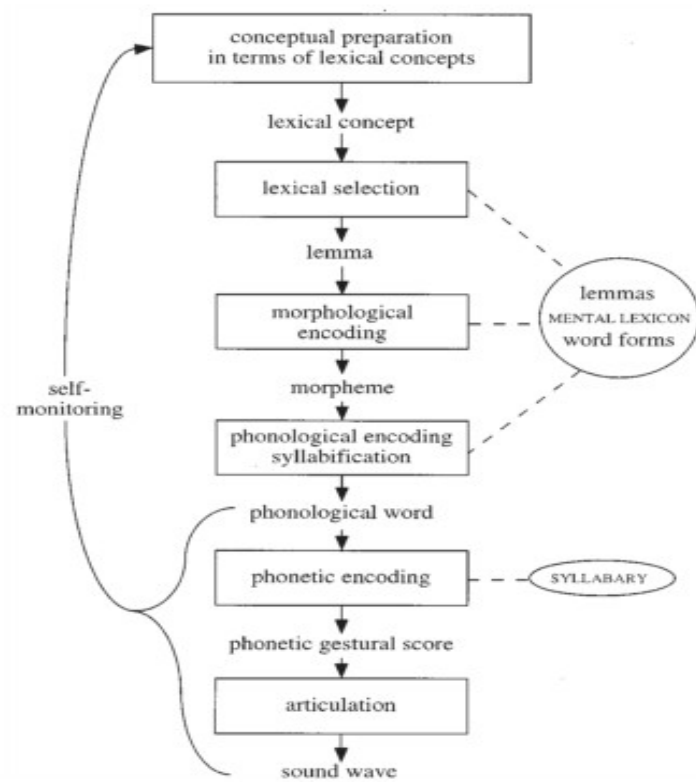 conceptual preparation
in terms of lexical concepts
lexical concept
lexical selection
lemma
lemmas
MENTAL LEXICON
word forms
morphological
encoding
morpheme
self-
monitoring
phonological encoding
syllabification
phonological word
phonetic encoding
SYLLABARY
phonetic gestural score
articulation
sound wave